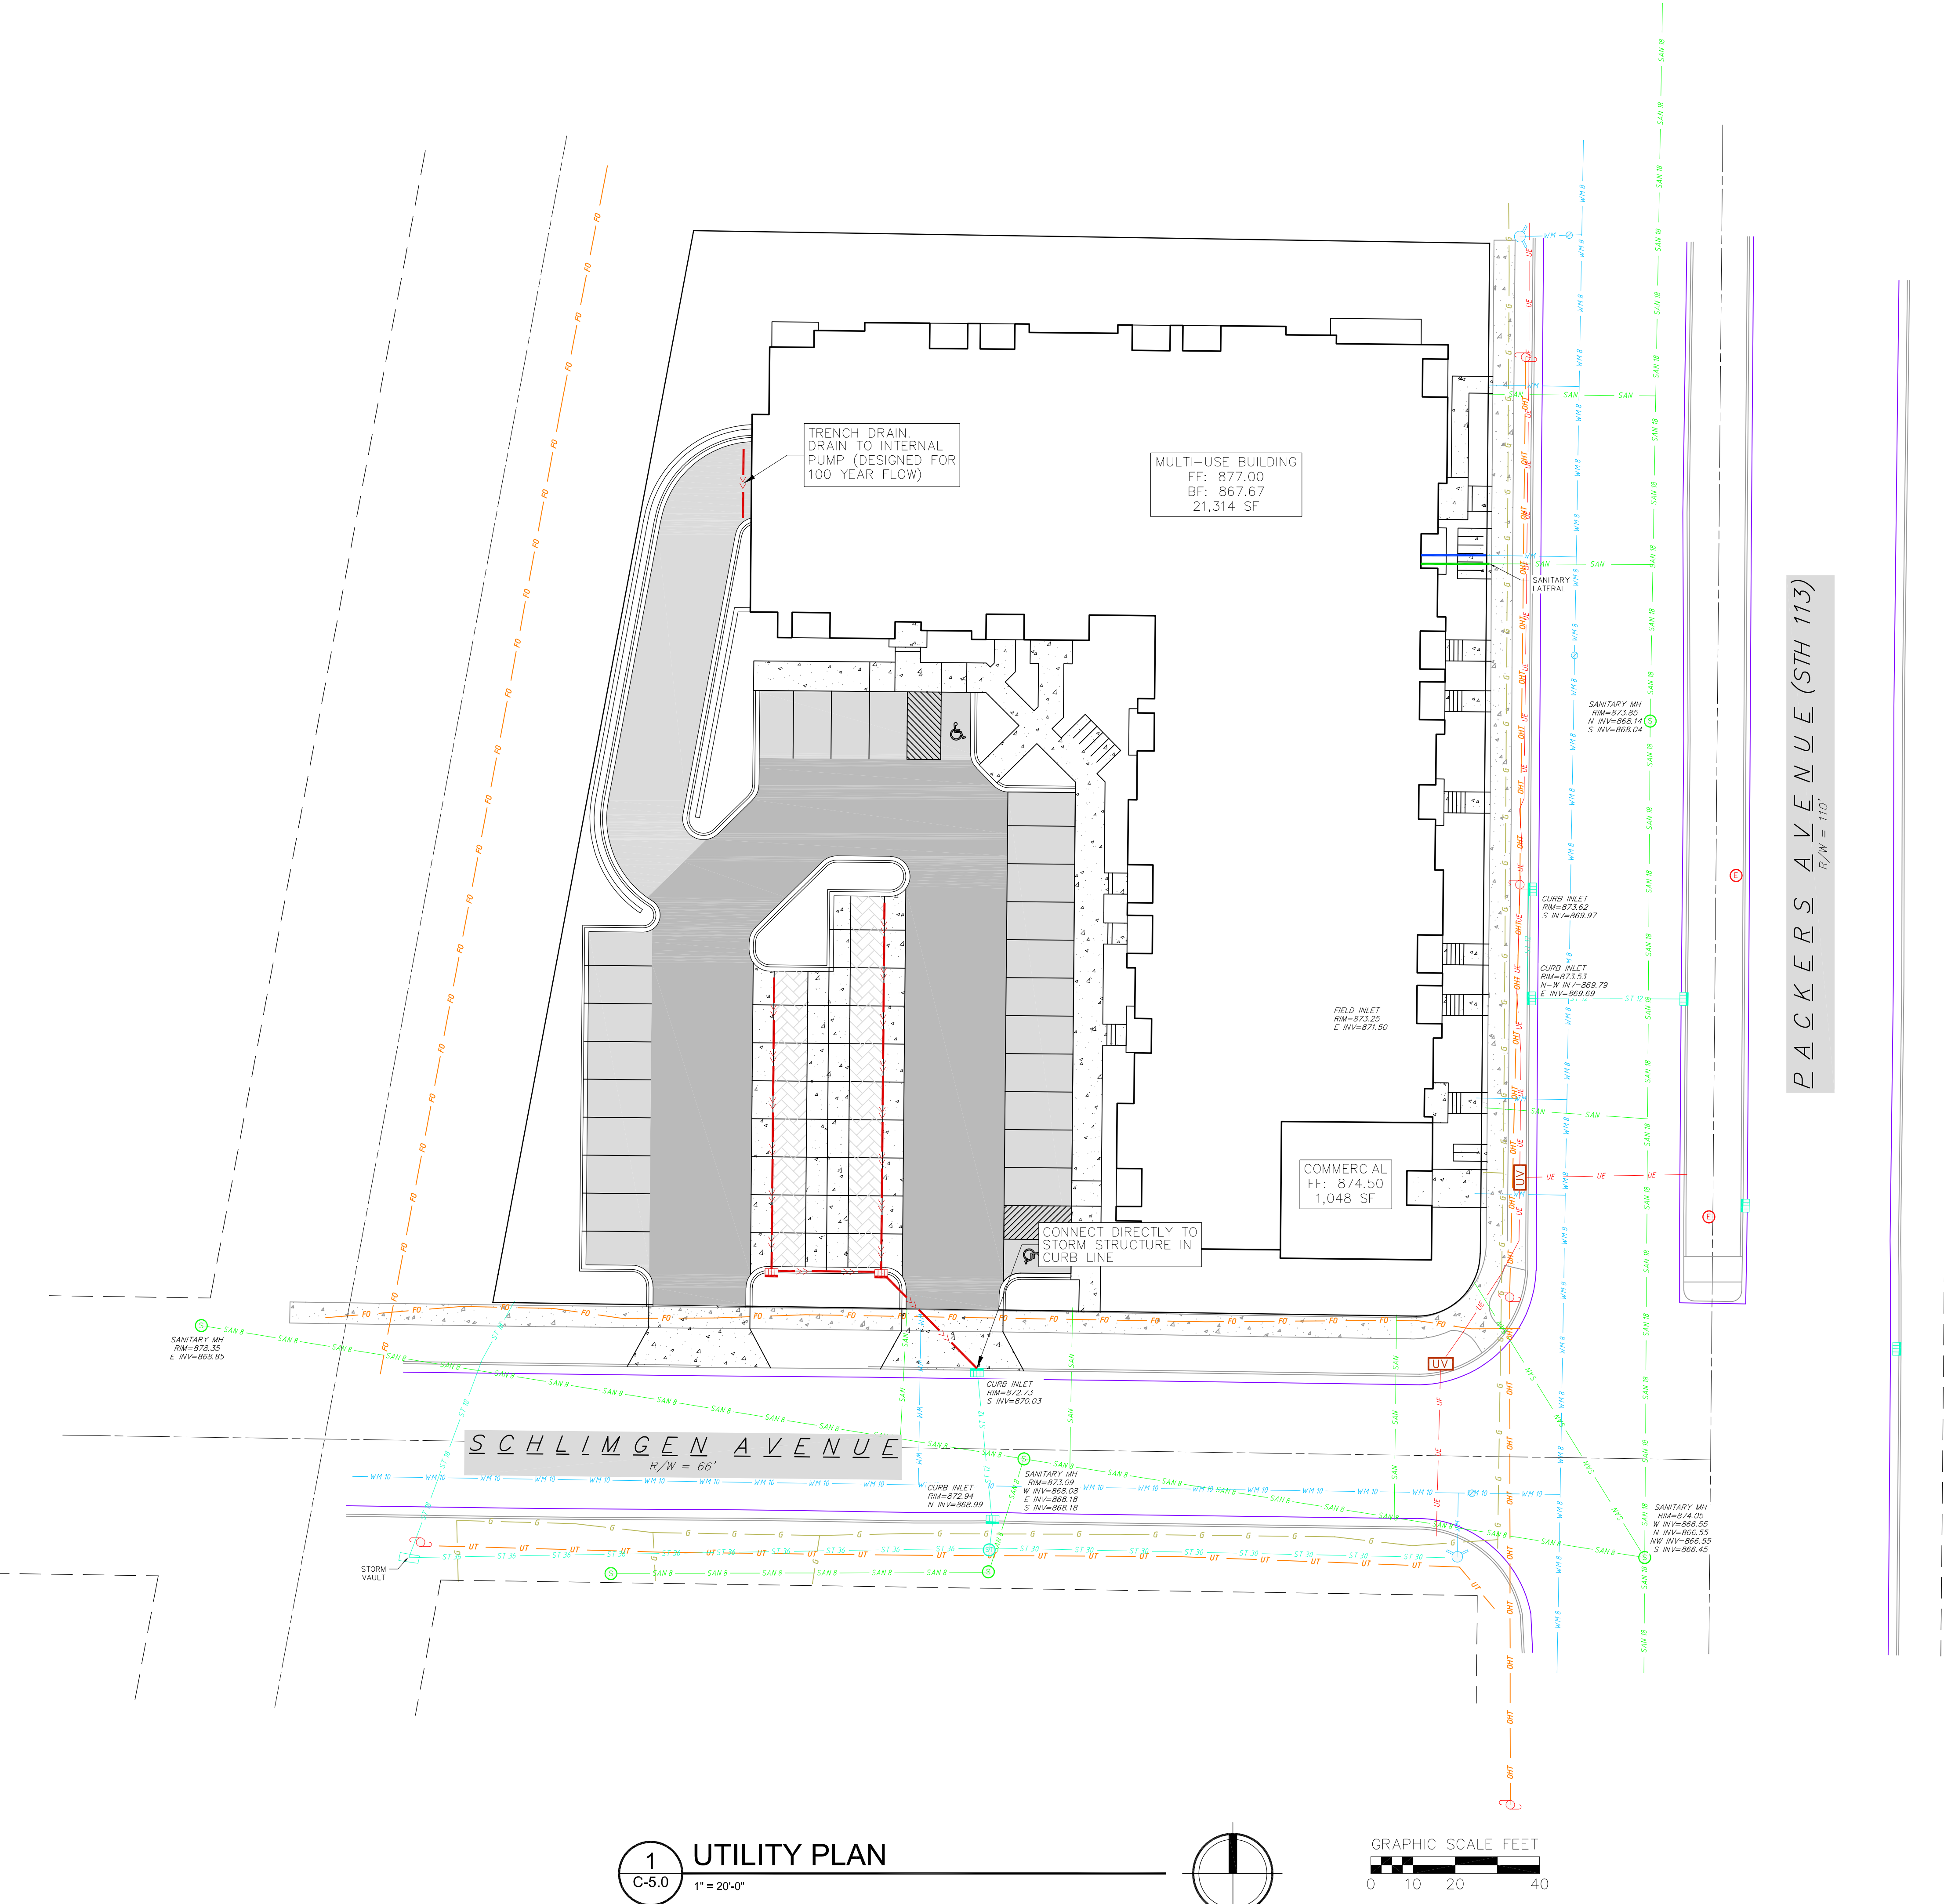 TRENCH DRAIN.
DRAIN TO INTERNAL
PUMP (DESIGNED FOR
100 YEAR FLOW)
MULTI-USE BUILDING
FF: 877.00
BF: 867.67
21,314 SF
SANITARY
LATERAL
SANITARY MH
RIM=873.85
N INV=868.14
S INV=868.04
PACKERS AVENUE (STH 113)
R/W = 110'
CURB INLET
RIM=873.62
S INV=869.97
CURB INLET
RIM=873.53
N-W INV=869.79
E INV=869.69
ST 12
FIELD INLET
RIM=873.25
E INV=871.50
COMMERCIAL
FF: 874.50
1,048 SF
CONNECT DIRECTLY TO
STORM STRUCTURE IN
CURB LINE
UV
UE UE UE
SANITARY MH
RIM=878.35
E INV=868.85
UV
CURB INLET
RIM=872.73
S INV=870.03
SCHLIMGEN AVENUE
R/W = 66'
CURB INLET
RIM=872.94
N INV=868.99
SANITARY MH
RIM=873.09
W INV=868.08
E INV=868.18
S INV=868.18
SANITARY MH
RIM=874.05
W INV=866.55
N INV=866.55
NW INV=866.55
S INV=866.45
STORM
VAULT
1
C-5.0
UTILITY PLAN
1" = 20'-0"
GRAPHIC SCALE FEET
0 10 20 40